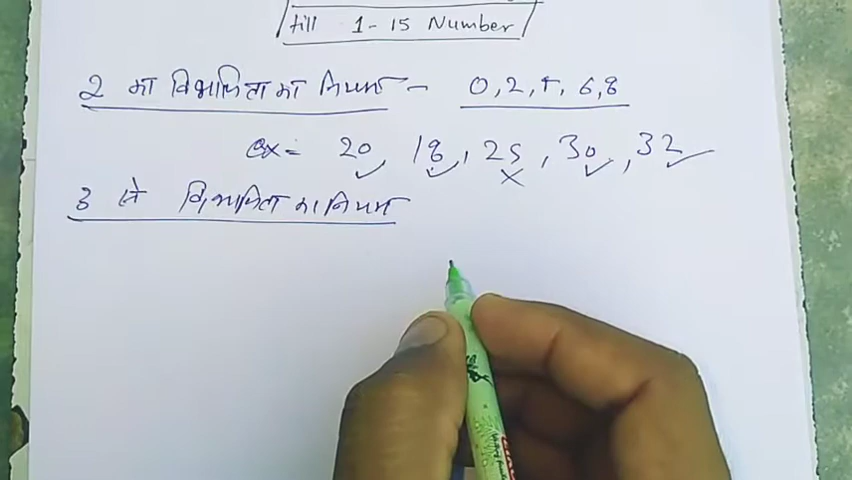 till 1-15 Number
2 का विभाजिता का नियम - 0, 2, 4, 6, 8
ex = 20, 18, 25, 30, 32
3 से विभाजिता का नियम